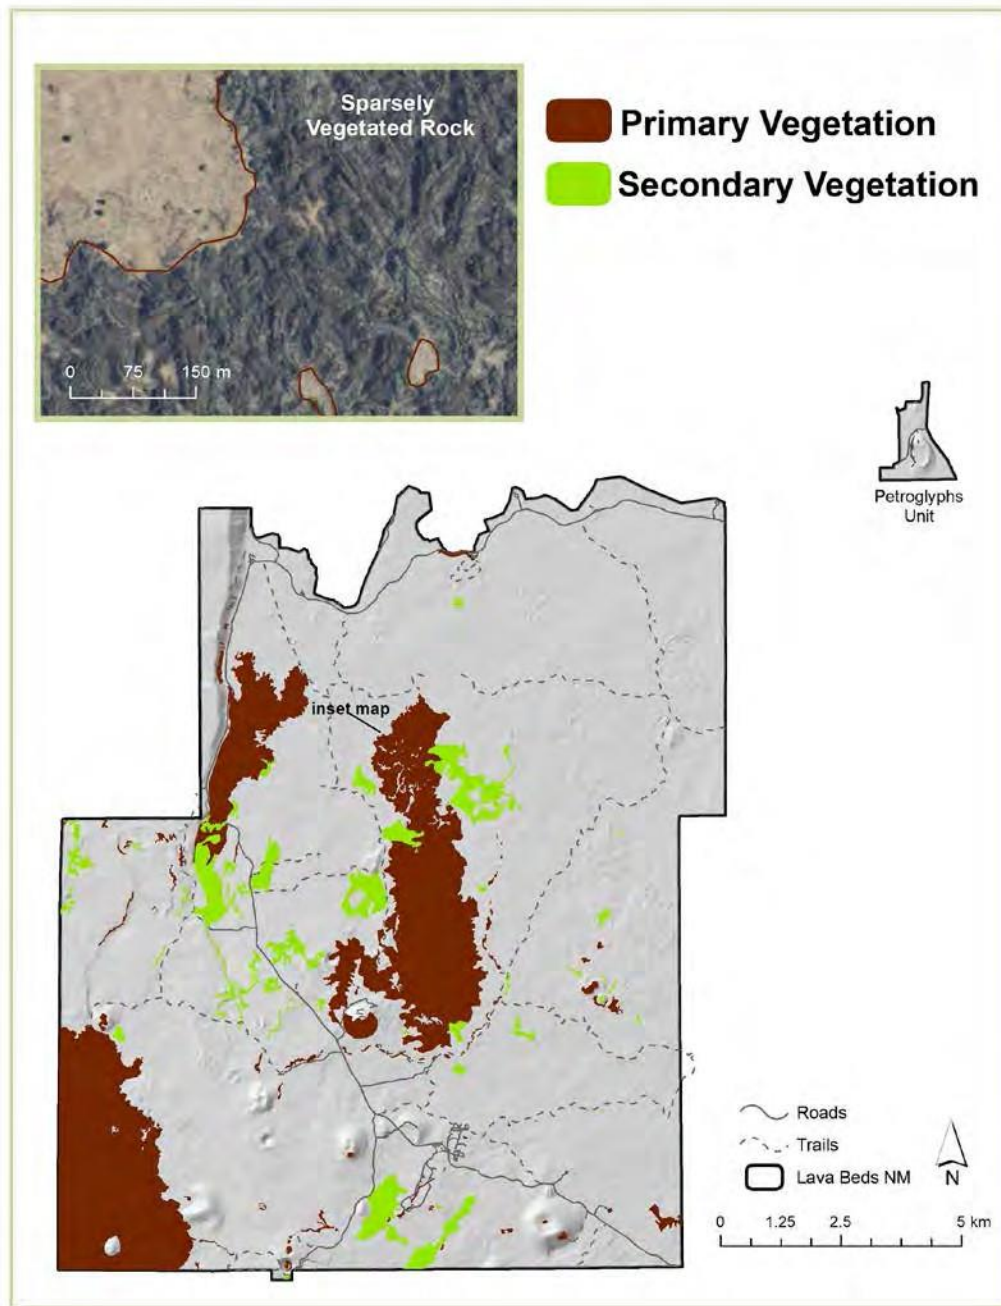 Sparsely
Vegetated Rock
0 75 150 m
Primary Vegetation
Secondary Vegetation
Petroglyphs
Unit
inset map
Roads
Trails
Lava Beds NM
N
0 1.25 2.5 5 km